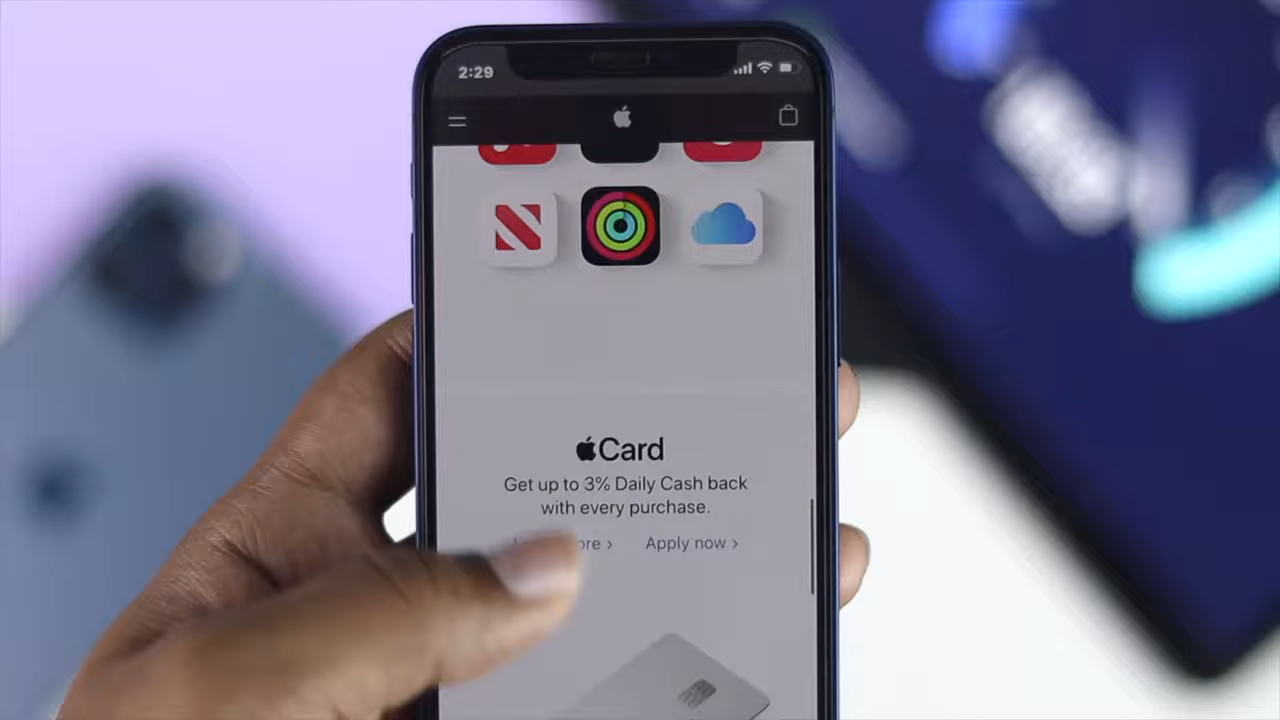 2:29
Card
Get up to 3% Daily Cash back
with every purchase.
Apply now >